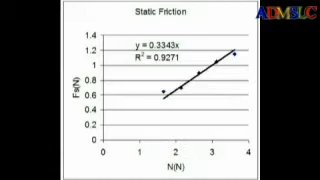 ADMSLC
Static Friction
y = 0.3343x
R² = 0.9271
1.4
1.2
1
0.8
0.6
0.4
0.2
0
Fs(N)
0 1 2 3 4
N(N)